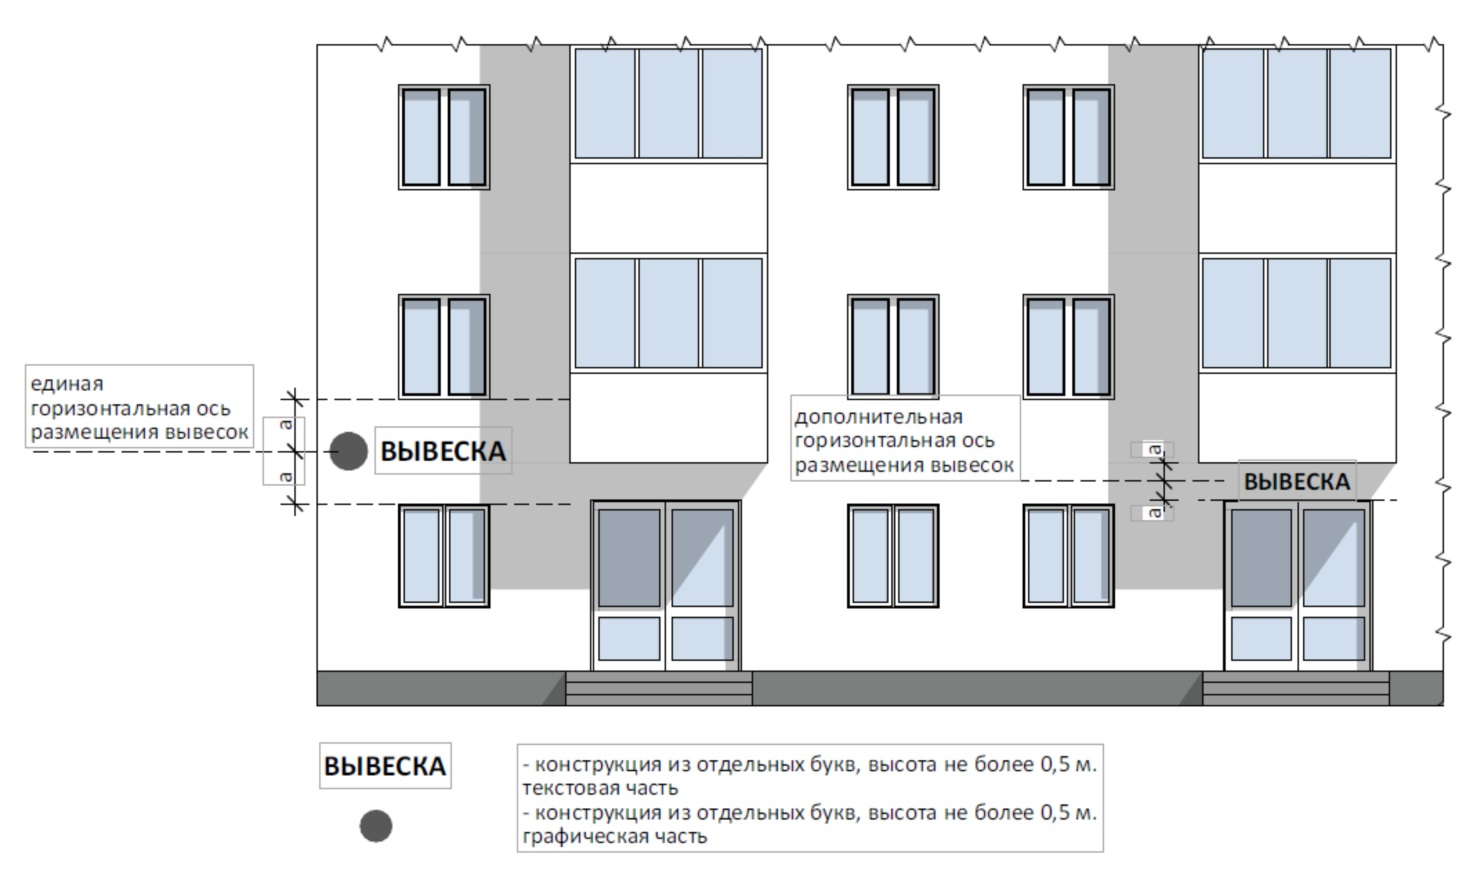 единая
горизонтальная ось
размещения вывесок
а
а
ВЫВЕСКА
дополнительная
горизонтальная ось
размещения вывесок
а
а
ВЫВЕСКА
ВЫВЕСКА
- конструкция из отдельных букв, высота не более 0,5 м.
текстовая часть
- конструкция из отдельных букв, высота не более 0,5 м.
графическая часть